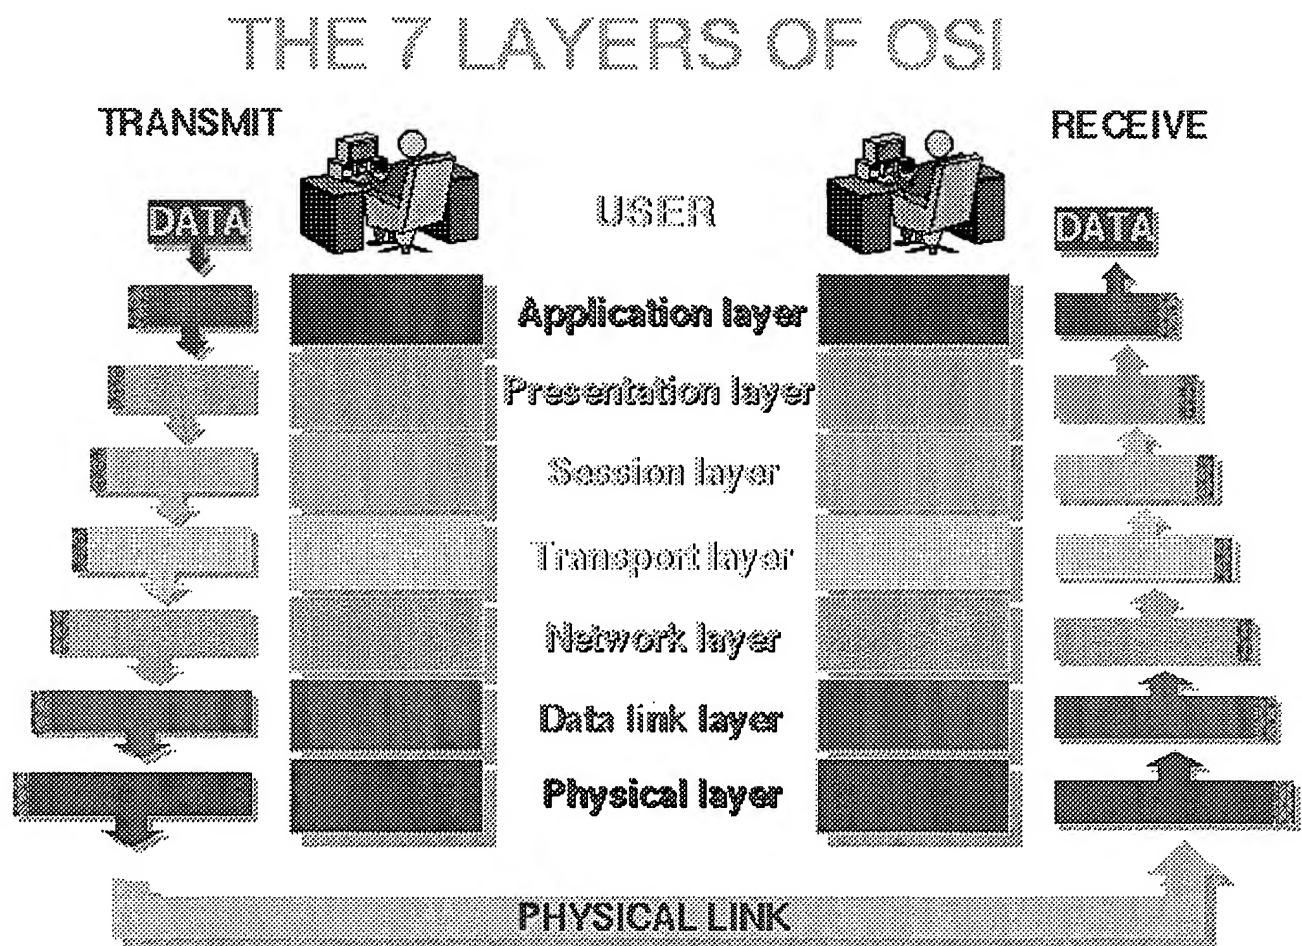 THE 7 LAYERS OF OSI
TRANSMIT
RECEIVE
DATA
USER
DATA
Application layer
Presentation layer
Session layer
Transport layer
Network layer
Data link layer
Physical layer
PHYSICAL LINK